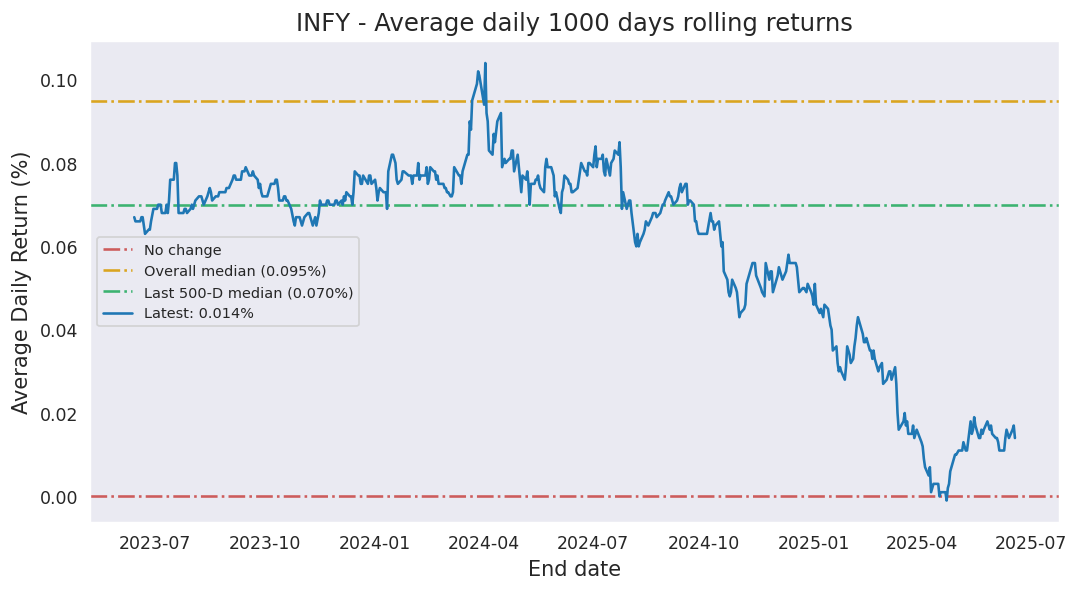 INFY - Average daily 1000 days rolling returns
Average Daily Return (%)
0.10
0.08
0.06
0.04
0.02
0.00
No change
Overall median (0.095%)
Last 500-D median (0.070%)
Latest: 0.014%
2023-07 2023-10 2024-01 2024-04 2024-07 2024-10 2025-01 2025-04 2025-07
End date